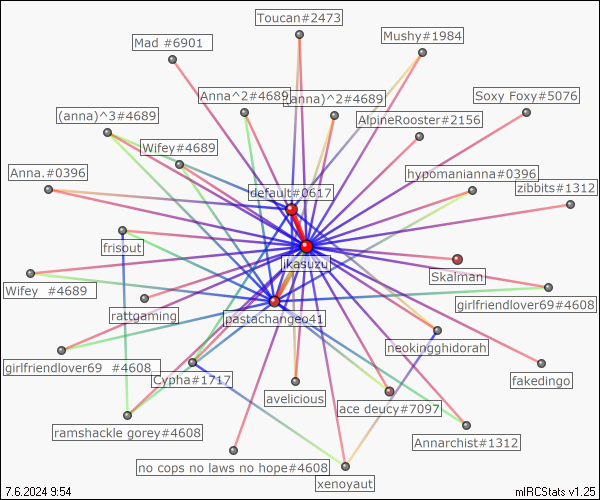 Toucan#2473
Mushy#1984
Mad #6901
Soxy Foxy#5076
Anna^2#4689
(anna)^2#4689
(anna)^3#4689
AlpineRooster#2156
Wifey#4689
Anna.#0396
hypomanianna#0396
zibbits#1312
default#0617
frisout
jkasuzu
Skalman
Wifey #4689
rattgaming
girlfriendlover69#4608
pastachangeo41
neokingghidorah
girlfriendlover69 #4608
Cypha#1717
fakedingo
avelicious
ace deucy#7097
ramshackle gorey#4608
Annarchist#1312
no cops no laws no hope#4608
xenoyaut
7.6.2024 9:54
mIRCStats v1.25